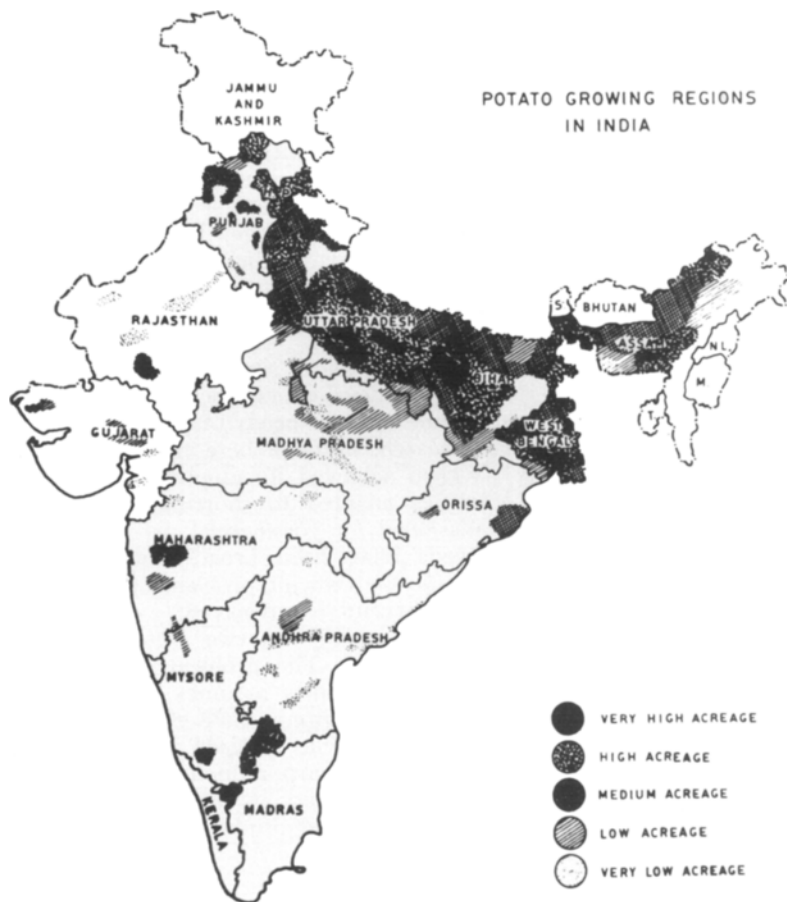 POTATO GROWING REGIONS
IN INDIA
JAMMU
AND
KASHMIR
PUNJAB
RAJASTHAN
UTTAR PRADESH
S
BHUTAN
ASSAM
NL
M
T
GUJARAT
MADHYA PRADESH
WEST
BENGAL
ORISSA
MAHARASHTRA
ANDHRA PRADESH
MYSORE
KERALA
MADRAS
VERY HIGH ACREAGE
HIGH ACREAGE
MEDIUM ACREAGE
LOW ACREAGE
VERY LOW ACREAGE